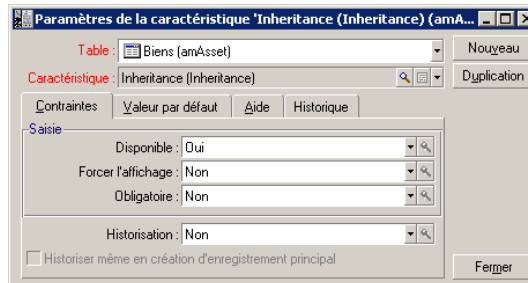 Paramètres de la caractéristique 'Inheritance (Inheritance) (amA...
Table : Biens (amAsset)
Nouveau
Caractéristique : Inheritance (Inheritance)
Duplication
Contraintes Valeur par défaut Aide Historique
Saisie
Disponible : Oui
Forcer l'affichage : Non
Obligatoire : Non
Historisation : Non
Historiser même en création d'enregistrement principal
Fermer